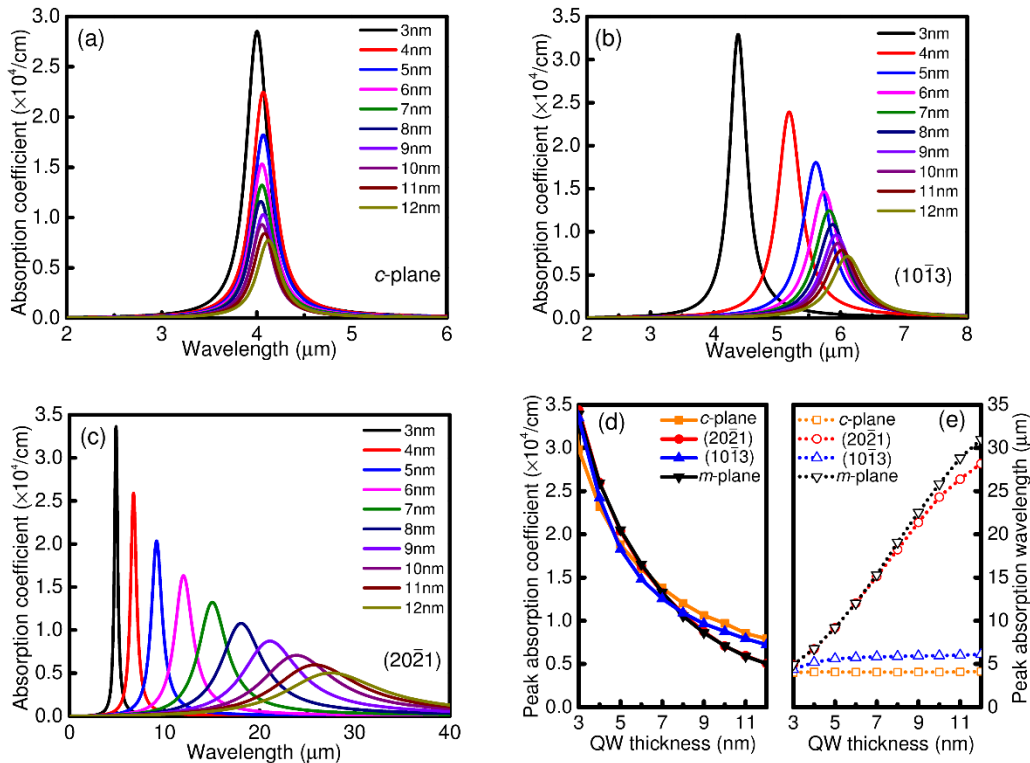 (a)
Absorption coefficient (×10⁴/cm)
3.0
2.5
2.0
1.5
1.0
0.5
0.0
3nm
4nm
5nm
6nm
7nm
8nm
9nm
10nm
11nm
12nm
c-plane
2 3 4 5 6
Wavelength (μm)
(b)
Absorption coefficient (×10⁴/cm)
3.5
3.0
2.5
2.0
1.5
1.0
0.5
0.0
3nm
4nm
5nm
6nm
7nm
8nm
9nm
10nm
11nm
12nm
(101̄3)
2 3 4 5 6 7 8
Wavelength (μm)
(c)
Absorption coefficient (×10⁴/cm)
3.5
3.0
2.5
2.0
1.5
1.0
0.5
0.0
3nm
4nm
5nm
6nm
7nm
8nm
9nm
10nm
11nm
12nm
(202̄1)
0 10 20 30 40
Wavelength (μm)
(d)
Peak absorption coefficient (×10⁴/cm)
3.5
3.0
2.5
2.0
1.5
1.0
0.5
0.0
c-plane
(202̄1)
(101̄3)
m-plane
3 5 7 9 11
QW thickness (nm)
(e)
c-plane
(202̄1)
(101̄3)
m-plane
35
30
25
20
15
10
5
0
Peak absorption wavelength (μm)
3 5 7 9 11
QW thickness (nm)